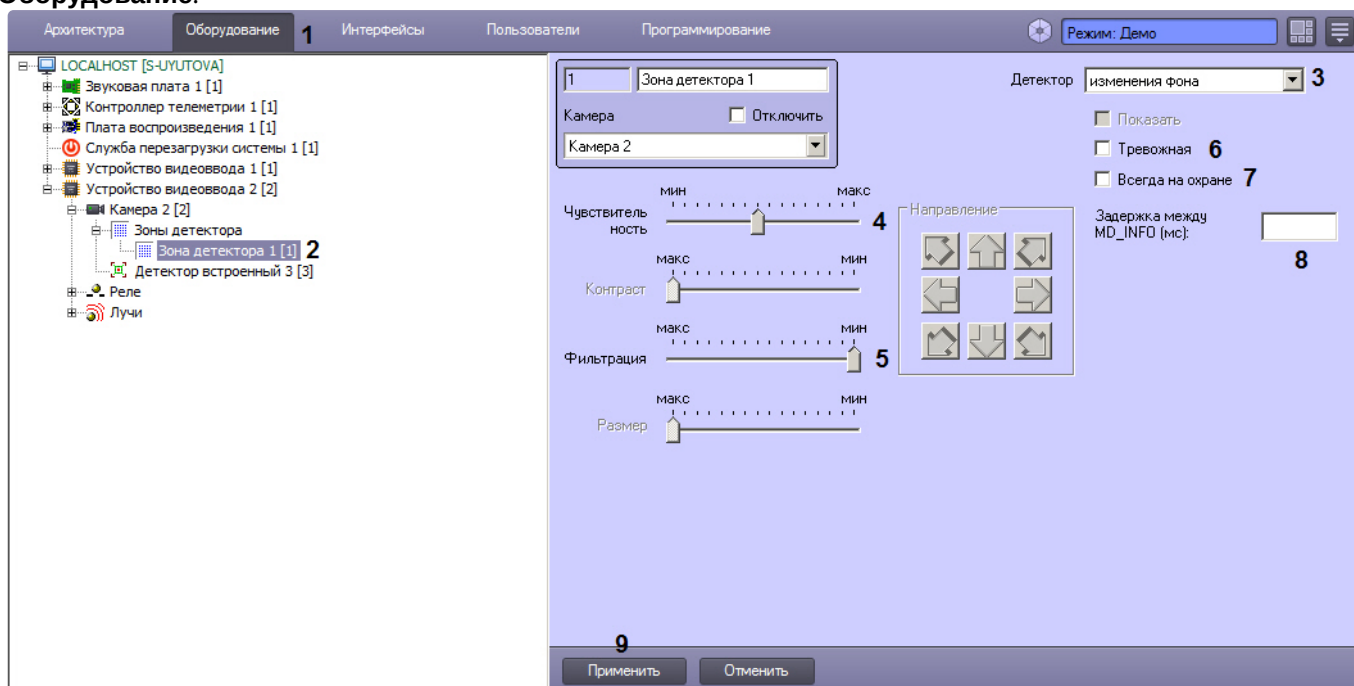 Оборудование.
Архитектура Оборудование 1 Интерфейсы Пользователи Программирование Режим: Демо
LOCALHOST [S-UYUTOVA]
Звуковая плата 1 [1]
Контроллер телеметрии 1 [1]
Плата воспроизведения 1 [1]
Служба перезагрузки системы 1 [1]
Устройство видеоввода 1 [1]
Устройство видеоввода 2 [2]
Камера 2 [2]
Зоны детектора
Зона детектора 1 [1] 2
Детектор встроенный 3 [3]
Реле
Лучи
1 Зона детектора 1
Камера Отключить
Камера 2
Детектор изменения фона 3
Показать
Тревожная 6
Всегда на охране 7
Задержка между
MD_INFO (мс):
8
мин макс
Чувствитель
ность 4
макс мин
Контраст
макс мин
Фильтрация 5
макс мин
Размер
Направление
9
Применить Отменить